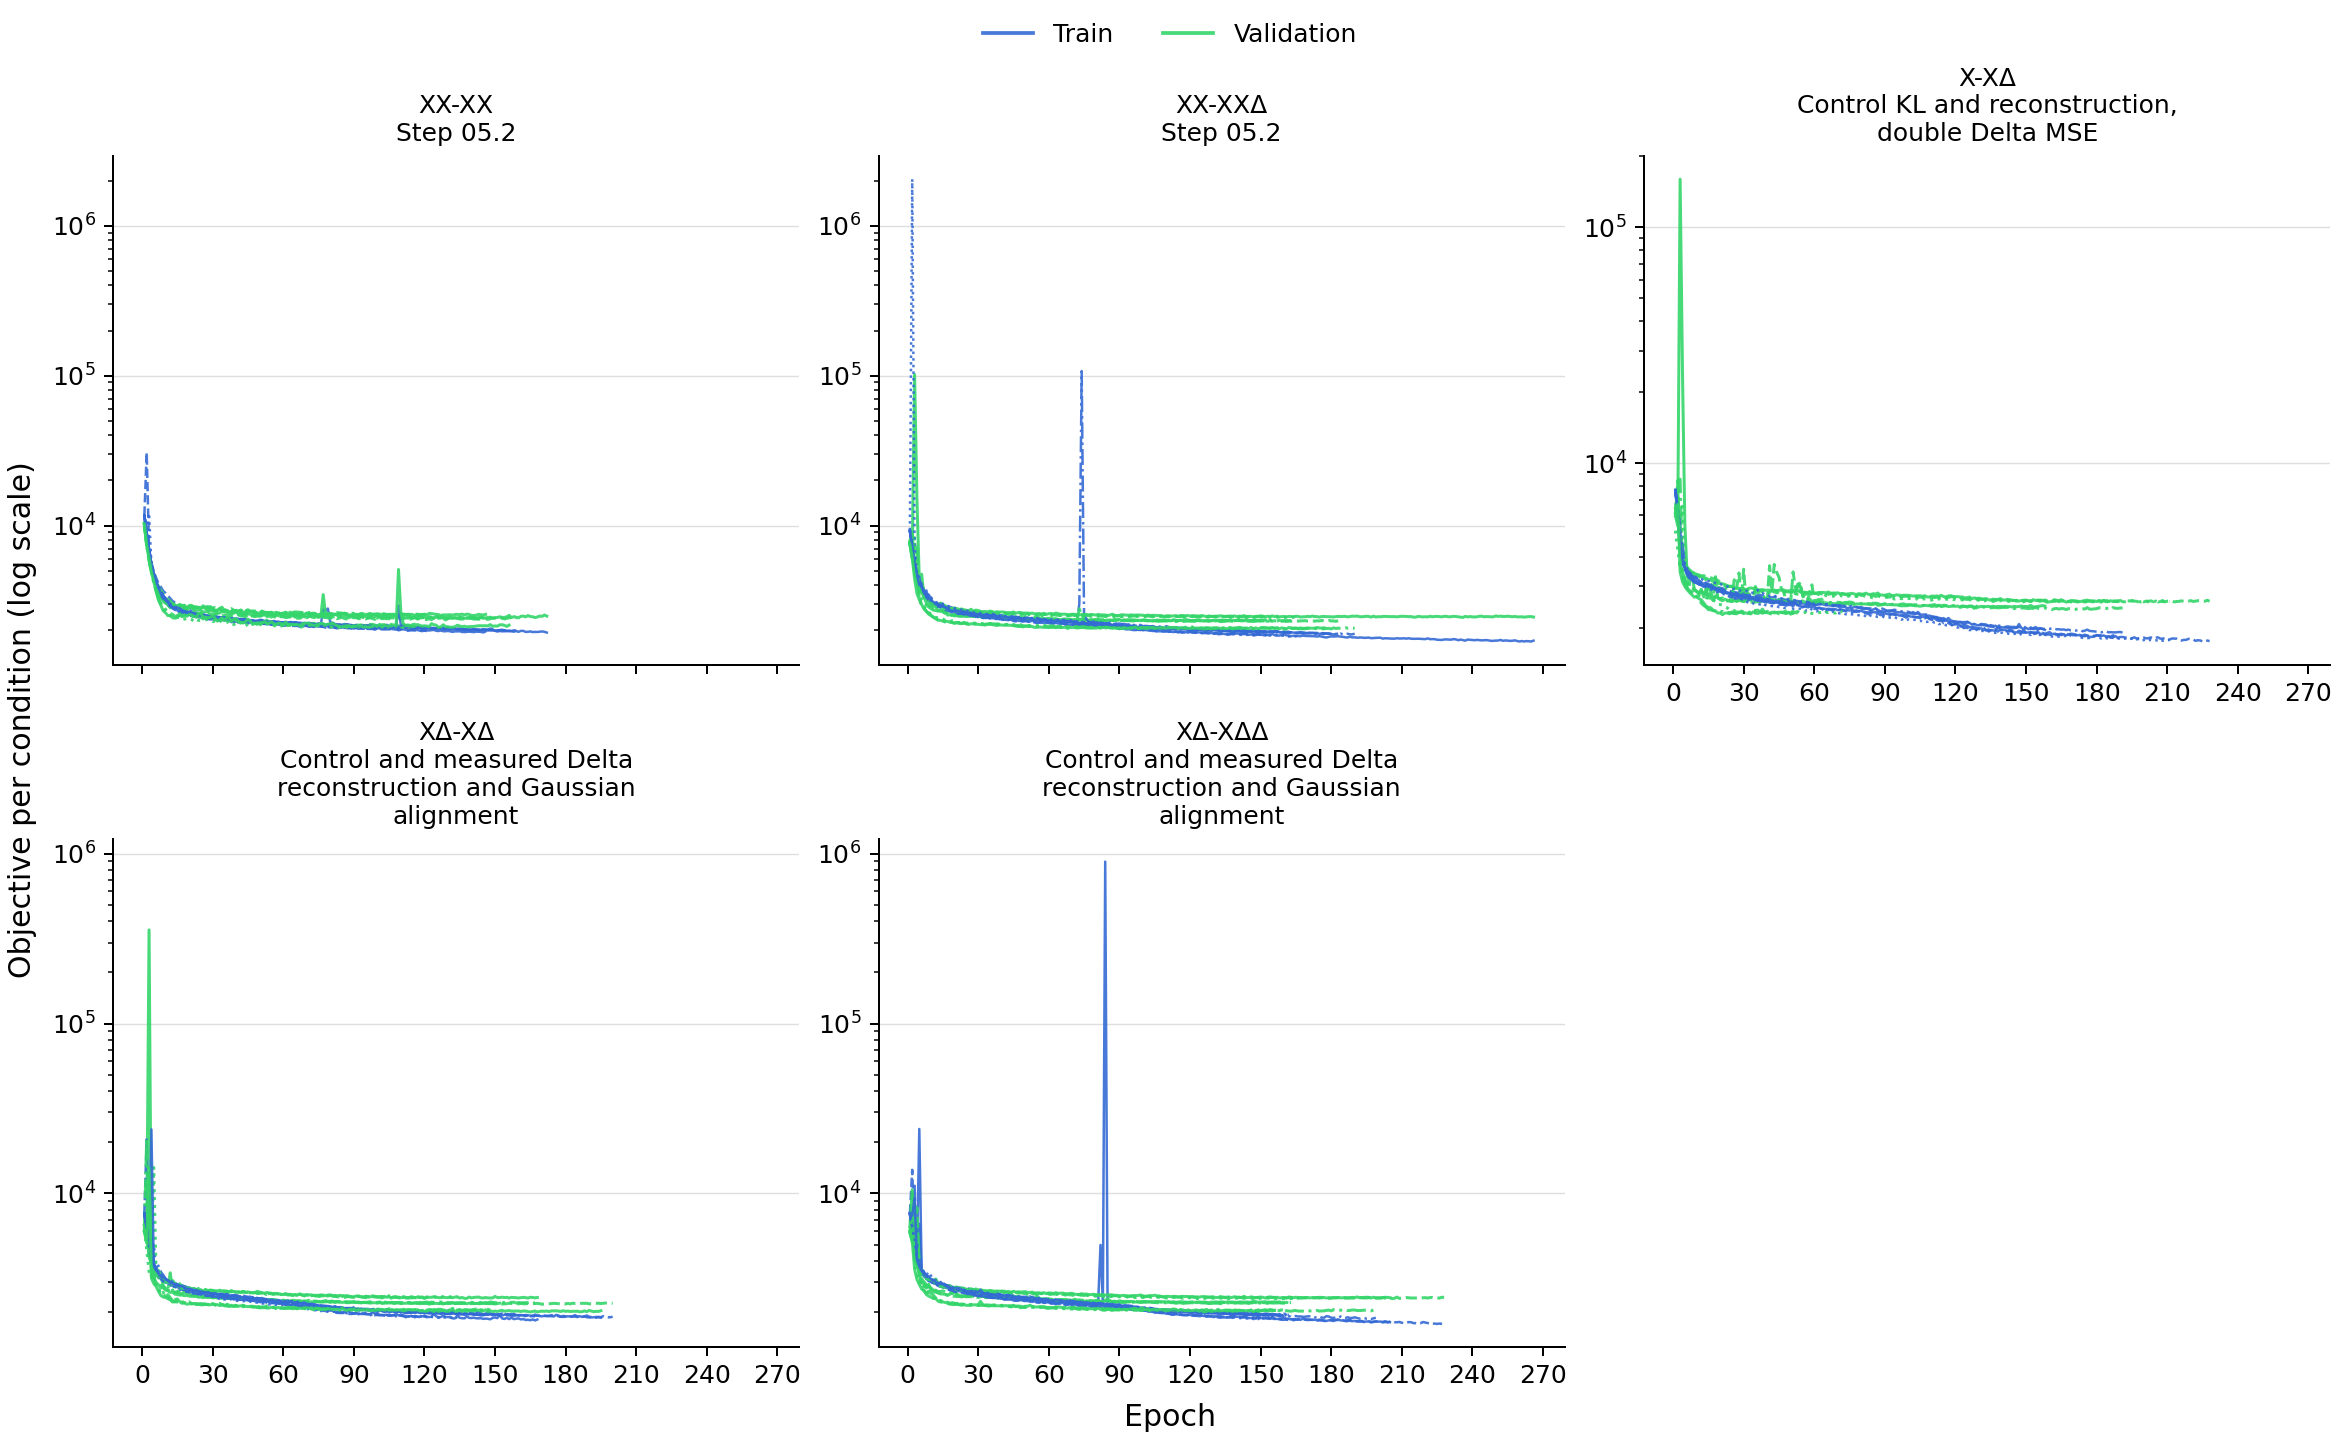 Train Validation
XX-XX
Step 05.2
XX-XXΔ
Step 05.2
X-XΔ
Control KL and reconstruction,
double Delta MSE
10⁶
10⁵
10⁴
10⁶
10⁵
10⁴
10⁵
10⁴
0 30 60 90 120 150 180 210 240 270
Objective per condition (log scale)
XΔ-XΔ
Control and measured Delta
reconstruction and Gaussian
alignment
XΔ-XΔΔ
Control and measured Delta
reconstruction and Gaussian
alignment
10⁶
10⁵
10⁴
0 30 60 90 120 150 180 210 240 270
10⁶
10⁵
10⁴
0 30 60 90 120 150 180 210 240 270
Epoch